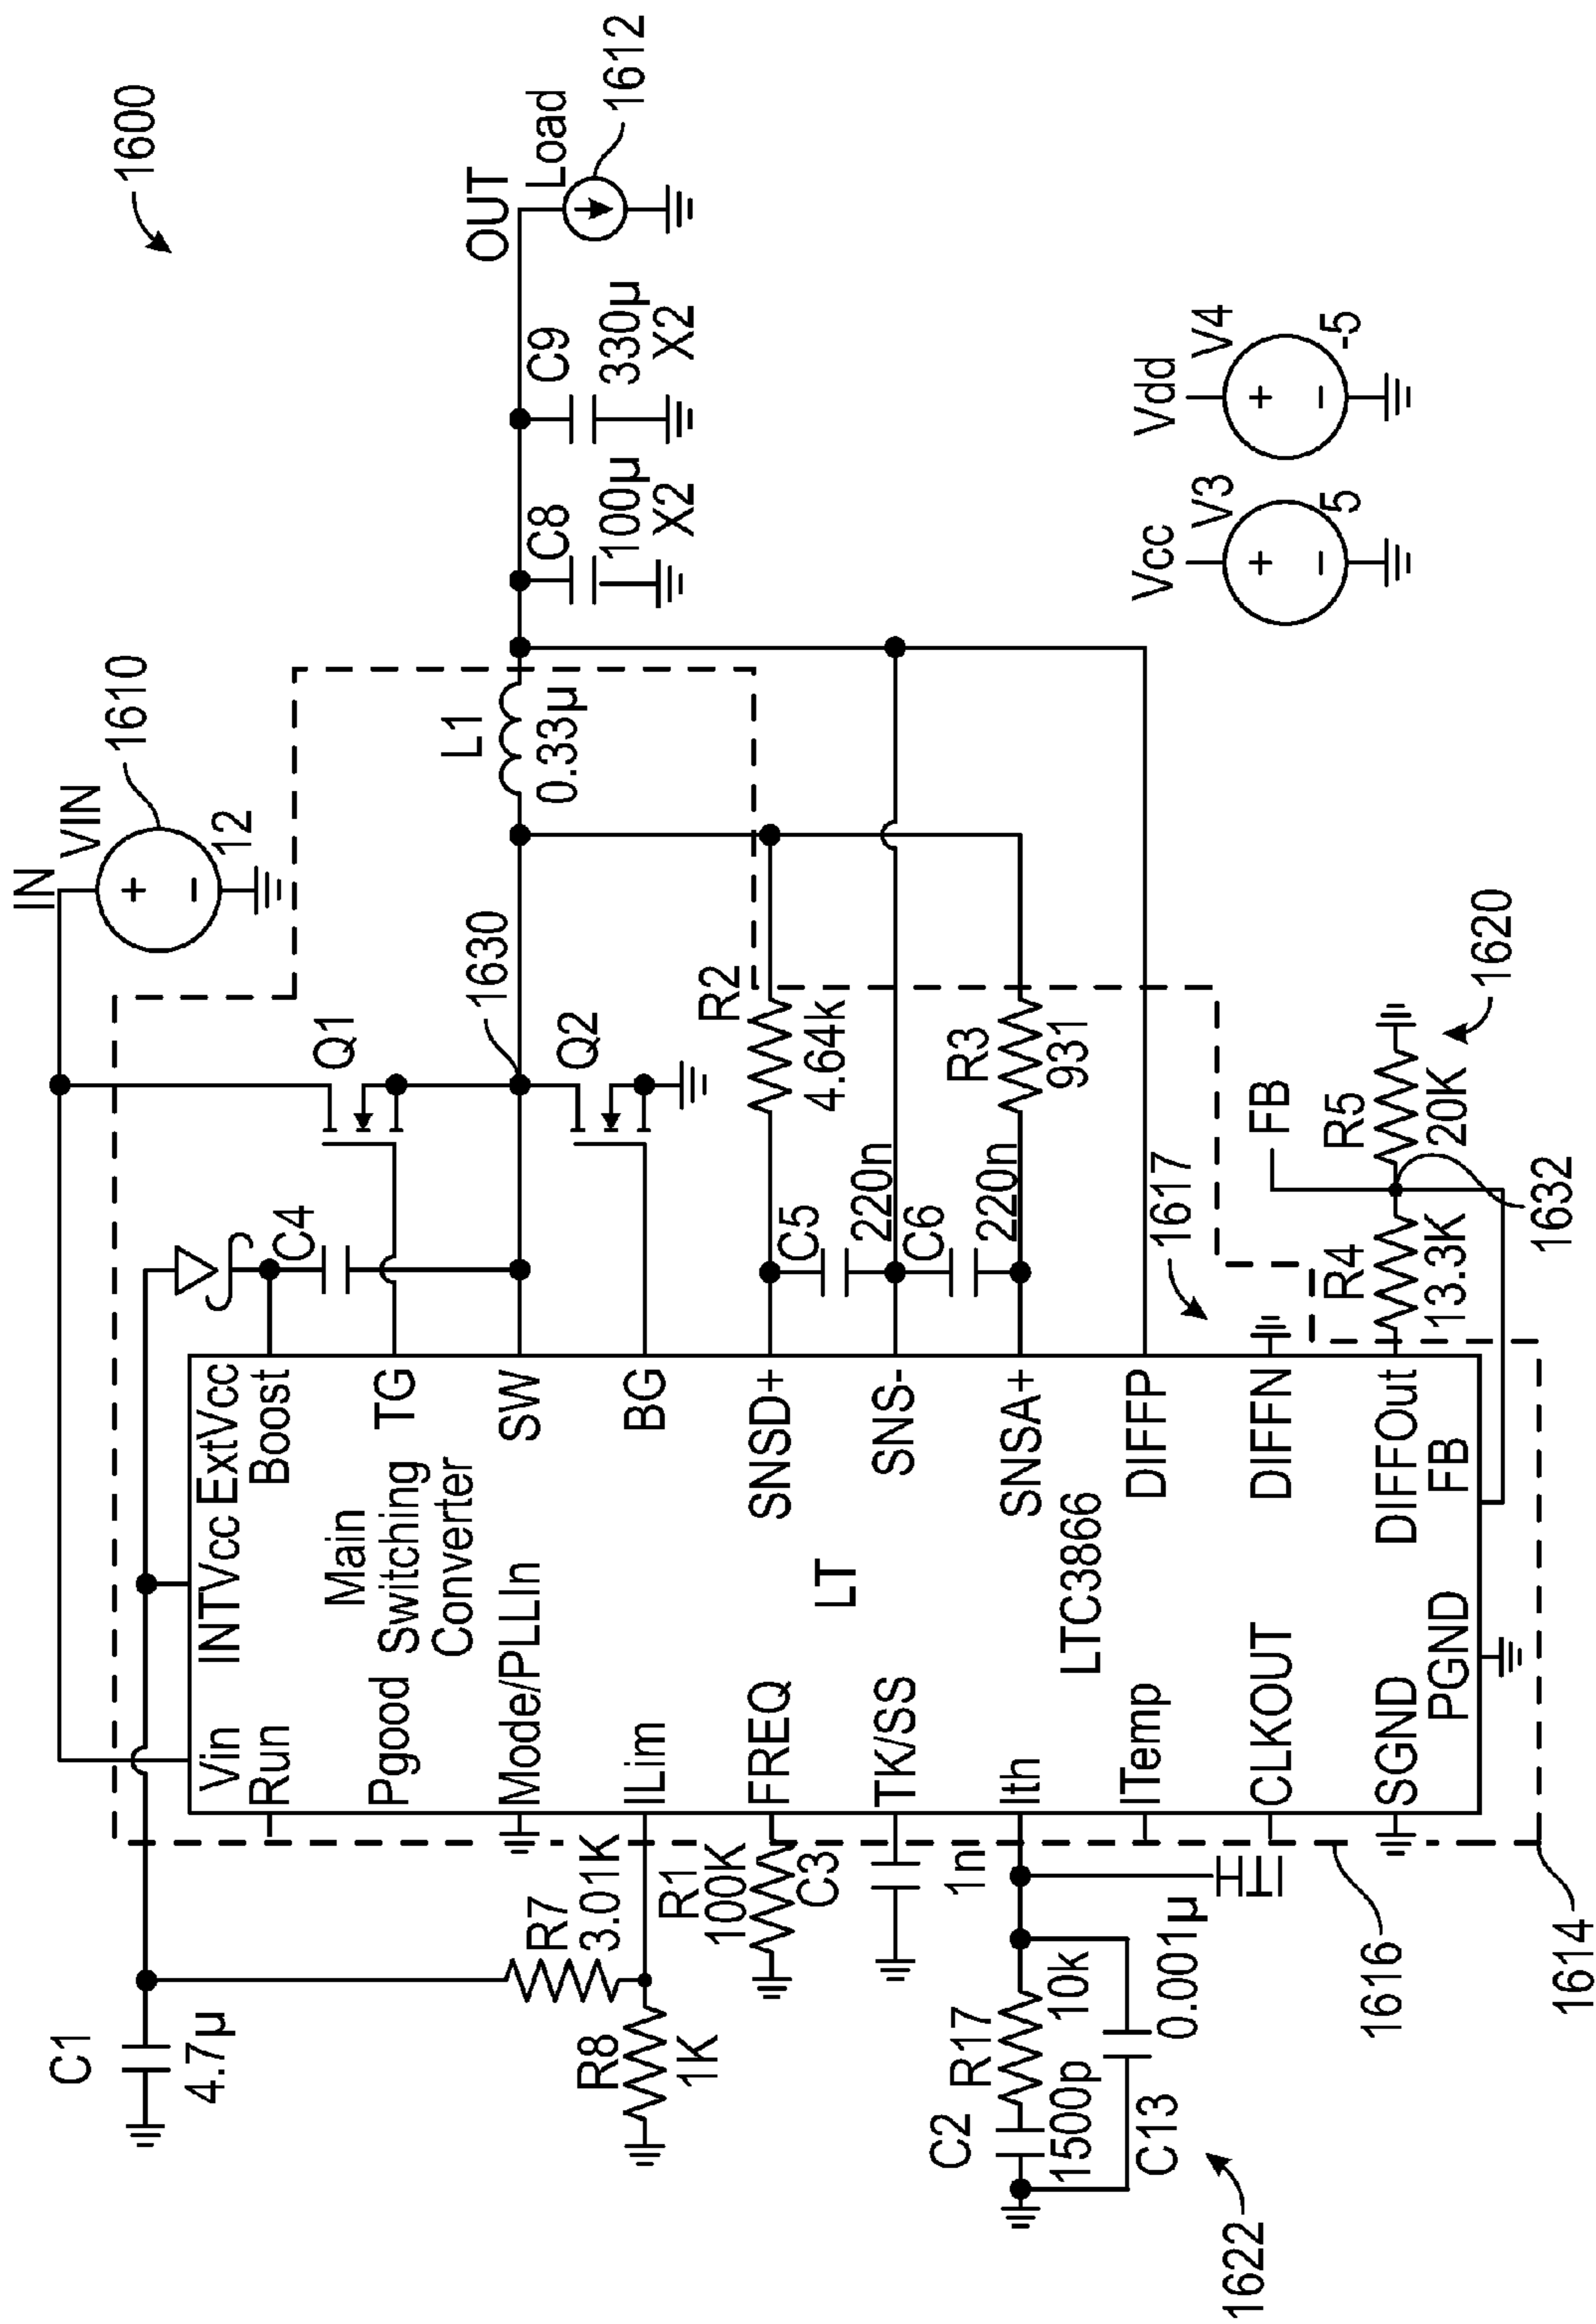 1600
IN
VIN
1610
12
C1
4.7µ
Vin
INTVcc
ExtVcc
Run
Boost
C4
Q1
TG
Main
Switching
Converter
Pgood
Mode/PLLIn
SW
1630
L1
0.33µ
C8
100µ
X2
C9
330µ
X2
OUT
Load
1612
Q2
BG
ILim
R7
3.01K
R8
1K
R1
100K
FREQ
SNSD+
R2
4.64k
C5
220n
LT
C3
1n
TK/SS
SNS-
C6
220n
R3
931
Ith
SNSA+
LTC3866
C2
1500p
R17
10k
C13
0.001µ
1622
ITemp
DIFFP
1617
CLKOUT
DIFFN
FB
SGND
DIFFOut
R4
13.3K
R5
20K
1620
PGND
FB
1632
1616
1614
Vcc
V3
5
Vdd
V4
-5